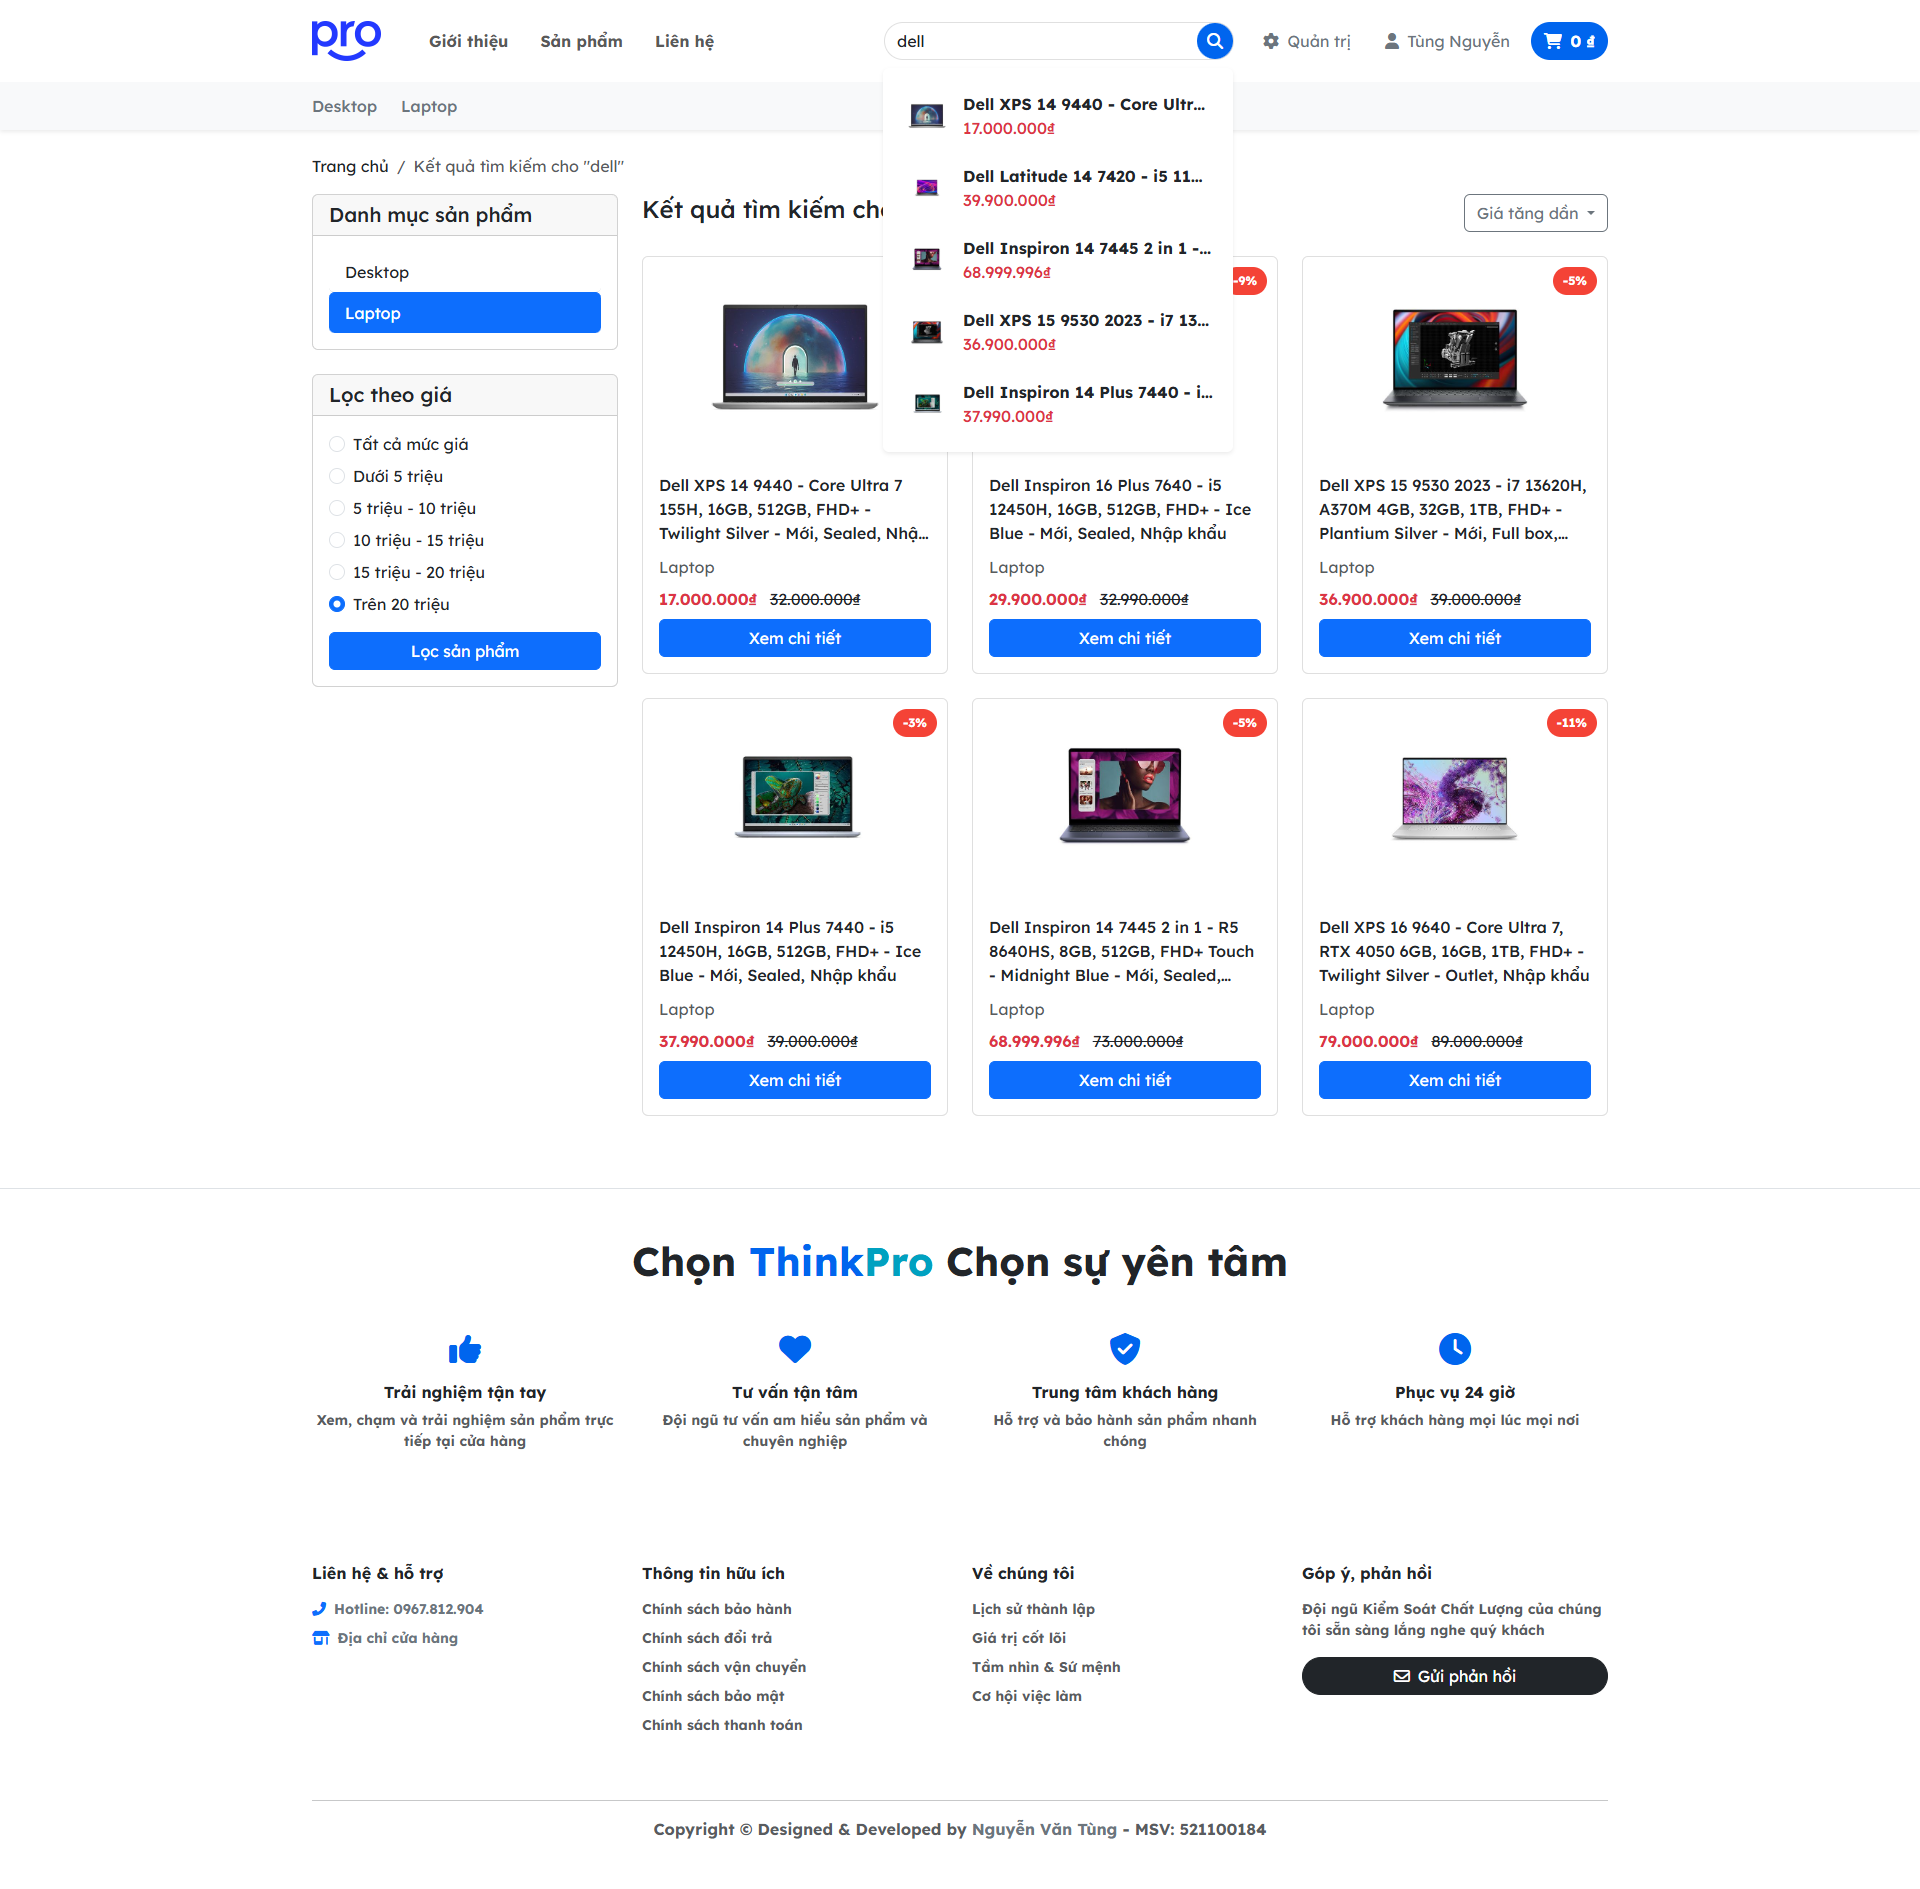 pro
Giới thiệu
Sản phẩm
Liên hệ
dell
Quản trị
Tùng Nguyễn
0 ₫
Desktop
Laptop
Dell XPS 14 9440 - Core Ultr...
17.000.000₫
Dell Latitude 14 7420 - i5 11...
39.900.000₫
Dell Inspiron 14 7445 2 in 1 -...
68.999.996₫
Dell XPS 15 9530 2023 - i7 13...
36.900.000₫
Dell Inspiron 14 Plus 7440 - i...
37.990.000₫
Trang chủ / Kết quả tìm kiếm cho "dell"
Danh mục sản phẩm
Desktop
Laptop
Lọc theo giá
Tất cả mức giá
Dưới 5 triệu
5 triệu - 10 triệu
10 triệu - 15 triệu
15 triệu - 20 triệu
Trên 20 triệu
Lọc sản phẩm
Kết quả tìm kiếm cho
Giá tăng dần
Dell XPS 14 9440 - Core Ultra 7
155H, 16GB, 512GB, FHD+ -
Twilight Silver - Mới, Sealed, Nhậ...
Laptop
17.000.000₫ 32.000.000₫
Xem chi tiết
-9%
Dell Inspiron 16 Plus 7640 - i5
12450H, 16GB, 512GB, FHD+ - Ice
Blue - Mới, Sealed, Nhập khẩu
Laptop
29.900.000₫ 32.990.000₫
Xem chi tiết
-5%
Dell XPS 15 9530 2023 - i7 13620H,
A370M 4GB, 32GB, 1TB, FHD+ -
Plantium Silver - Mới, Full box,...
Laptop
36.900.000₫ 39.000.000₫
Xem chi tiết
-3%
Dell Inspiron 14 Plus 7440 - i5
12450H, 16GB, 512GB, FHD+ - Ice
Blue - Mới, Sealed, Nhập khẩu
Laptop
37.990.000₫ 39.000.000₫
Xem chi tiết
-5%
Dell Inspiron 14 7445 2 in 1 - R5
8640HS, 8GB, 512GB, FHD+ Touch
- Midnight Blue - Mới, Sealed,...
Laptop
68.999.996₫ 73.000.000₫
Xem chi tiết
-11%
Dell XPS 16 9640 - Core Ultra 7,
RTX 4050 6GB, 16GB, 1TB, FHD+ -
Twilight Silver - Outlet, Nhập khẩu
Laptop
79.000.000₫ 89.000.000₫
Xem chi tiết
Chọn ThinkPro Chọn sự yên tâm
Trải nghiệm tận tay
Xem, chạm và trải nghiệm sản phẩm trực
tiếp tại cửa hàng
Tư vấn tận tâm
Đội ngũ tư vấn am hiểu sản phẩm và
chuyên nghiệp
Trung tâm khách hàng
Hỗ trợ và bảo hành sản phẩm nhanh
chóng
Phục vụ 24 giờ
Hỗ trợ khách hàng mọi lúc mọi nơi
Liên hệ & hỗ trợ
Hotline: 0967.812.904
Địa chỉ cửa hàng
Thông tin hữu ích
Chính sách bảo hành
Chính sách đổi trả
Chính sách vận chuyển
Chính sách bảo mật
Chính sách thanh toán
Về chúng tôi
Lịch sử thành lập
Giá trị cốt lõi
Tầm nhìn & Sứ mệnh
Cơ hội việc làm
Góp ý, phản hồi
Đội ngũ Kiểm Soát Chất Lượng của chúng
tôi sẵn sàng lắng nghe quý khách
Gửi phản hồi
Copyright © Designed & Developed by Nguyễn Văn Tùng - MSV: 521100184